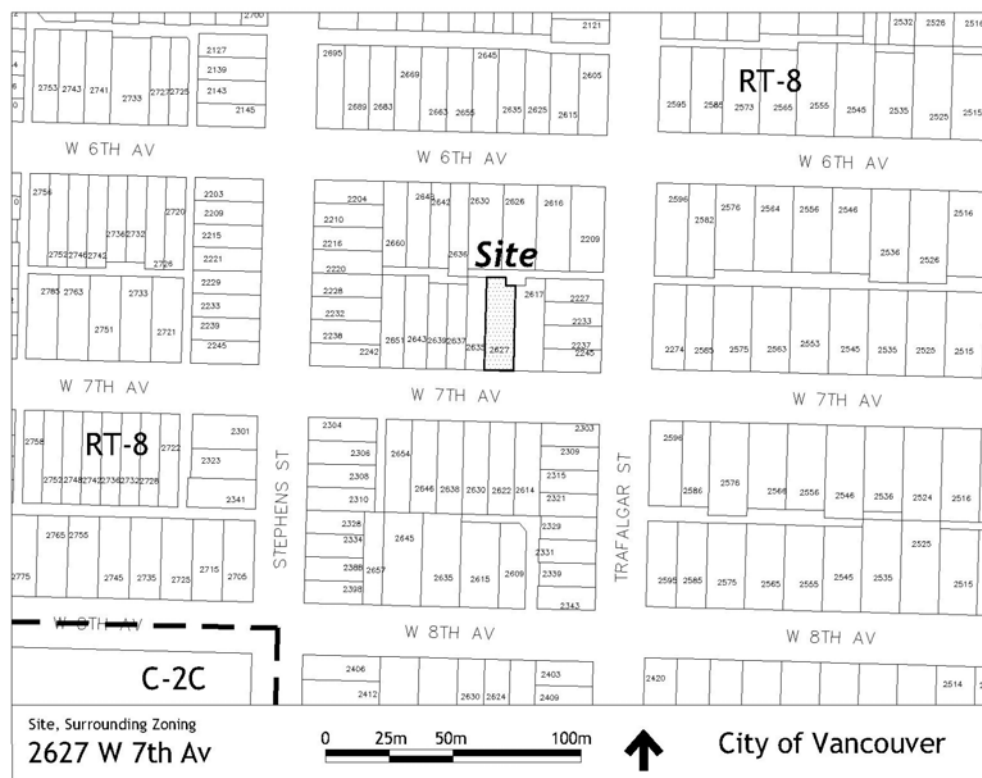 2700
2127
2139
2143
2145
2753 2743 2741 2733 2727 2725
2695 2689 2683 2669 2663 2655 2645 2635 2625 2615 2605
2121
2532 2526 2516
RT-8
2595 2585 2573 2565 2555 2545 2535 2525 2515
W 6TH AV
W 6TH AV
W 6TH AV
2756 2752 2746 2742 2736 2732 2726 2720
2203
2209
2215
2221
2229
2233
2239
2245
2785 2763 2751 2733 2721
2204
2210
2216
2220
2228
2232
2238
2242
2660 2642 2636 2630 2626 2616 2209
Site
2651 2643 2639 2637 2635 2627 2617
2227
2233
2237
2245
2596 2582 2576 2564 2556 2546 2536 2526 2516
2274 2565 2575 2563 2553 2545 2535 2525 2515
W 7TH AV
W 7TH AV
W 7TH AV
2758 2752 2748 2742 2736 2732 2728 2722
RT-8
2301
2323
2341
STEPHENS ST
2304
2306
2308
2310
2654 2646 2638 2630 2622 2614
2303
2309
2315
2321
TRAFALGAR ST
2596 2586 2576 2566 2556 2546 2536 2524 2516
2775 2765 2755 2745 2735 2725 2715 2705
2328
2334
2388
2398
2657 2645 2635 2615 2609
2329
2331
2339
2343
2595 2585 2575 2565 2555 2545 2535 2525 2515
W 8TH AV
W 8TH AV
W 8TH AV
C-2C
2406
2412
2630 2624
2403
2409
2420
2514
Site, Surrounding Zoning
2627 W 7th Av
0 25m 50m 100m
City of Vancouver